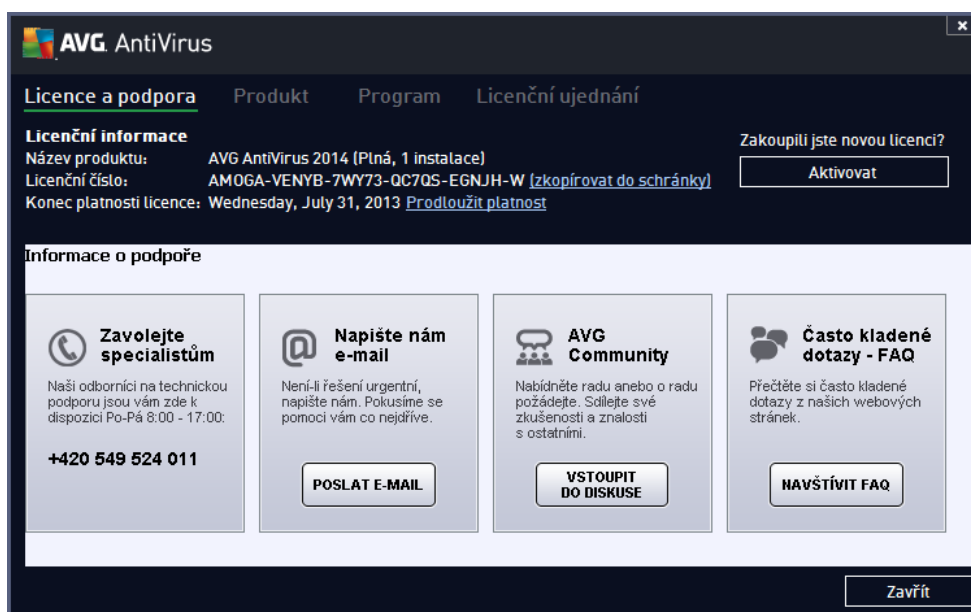 AVG. AntiVirus
Licence a podpora Produkt Program Licenční ujednání
Licenční informace
Název produktu: AVG AntiVirus 2014 (Plná, 1 instalace)
Licenční číslo: AMOGA-VENYB-7WY73-QC7QS-EGNJH-W (zkopírovat do schránky)
Konec platnosti licence: Wednesday, July 31, 2013 Prodloužit platnost
Zakoupili jste novou licenci?
Aktivovat
Informace o podpoře
Zavolejte
specialistům
Naši odborníci na technickou
podporu jsou vám zde k
dispozici Po-Pá 8:00 - 17:00:
+420 549 524 011
Napište nám
e-mail
Není-li řešení urgentní,
napište nám. Pokusíme se
pomoci vám co nejdříve.
POSLAT E-MAIL
AVG
Community
Nabídněte radu anebo o radu
požádejte. Sdílejte své
zkušenosti a znalosti
s ostatními.
VSTOUPIT
DO DISKUSE
Často kladené
dotazy - FAQ
Přečtěte si často kladené
dotazy z našich webových
stránek.
NAVŠTÍVIT FAQ
Zavřít